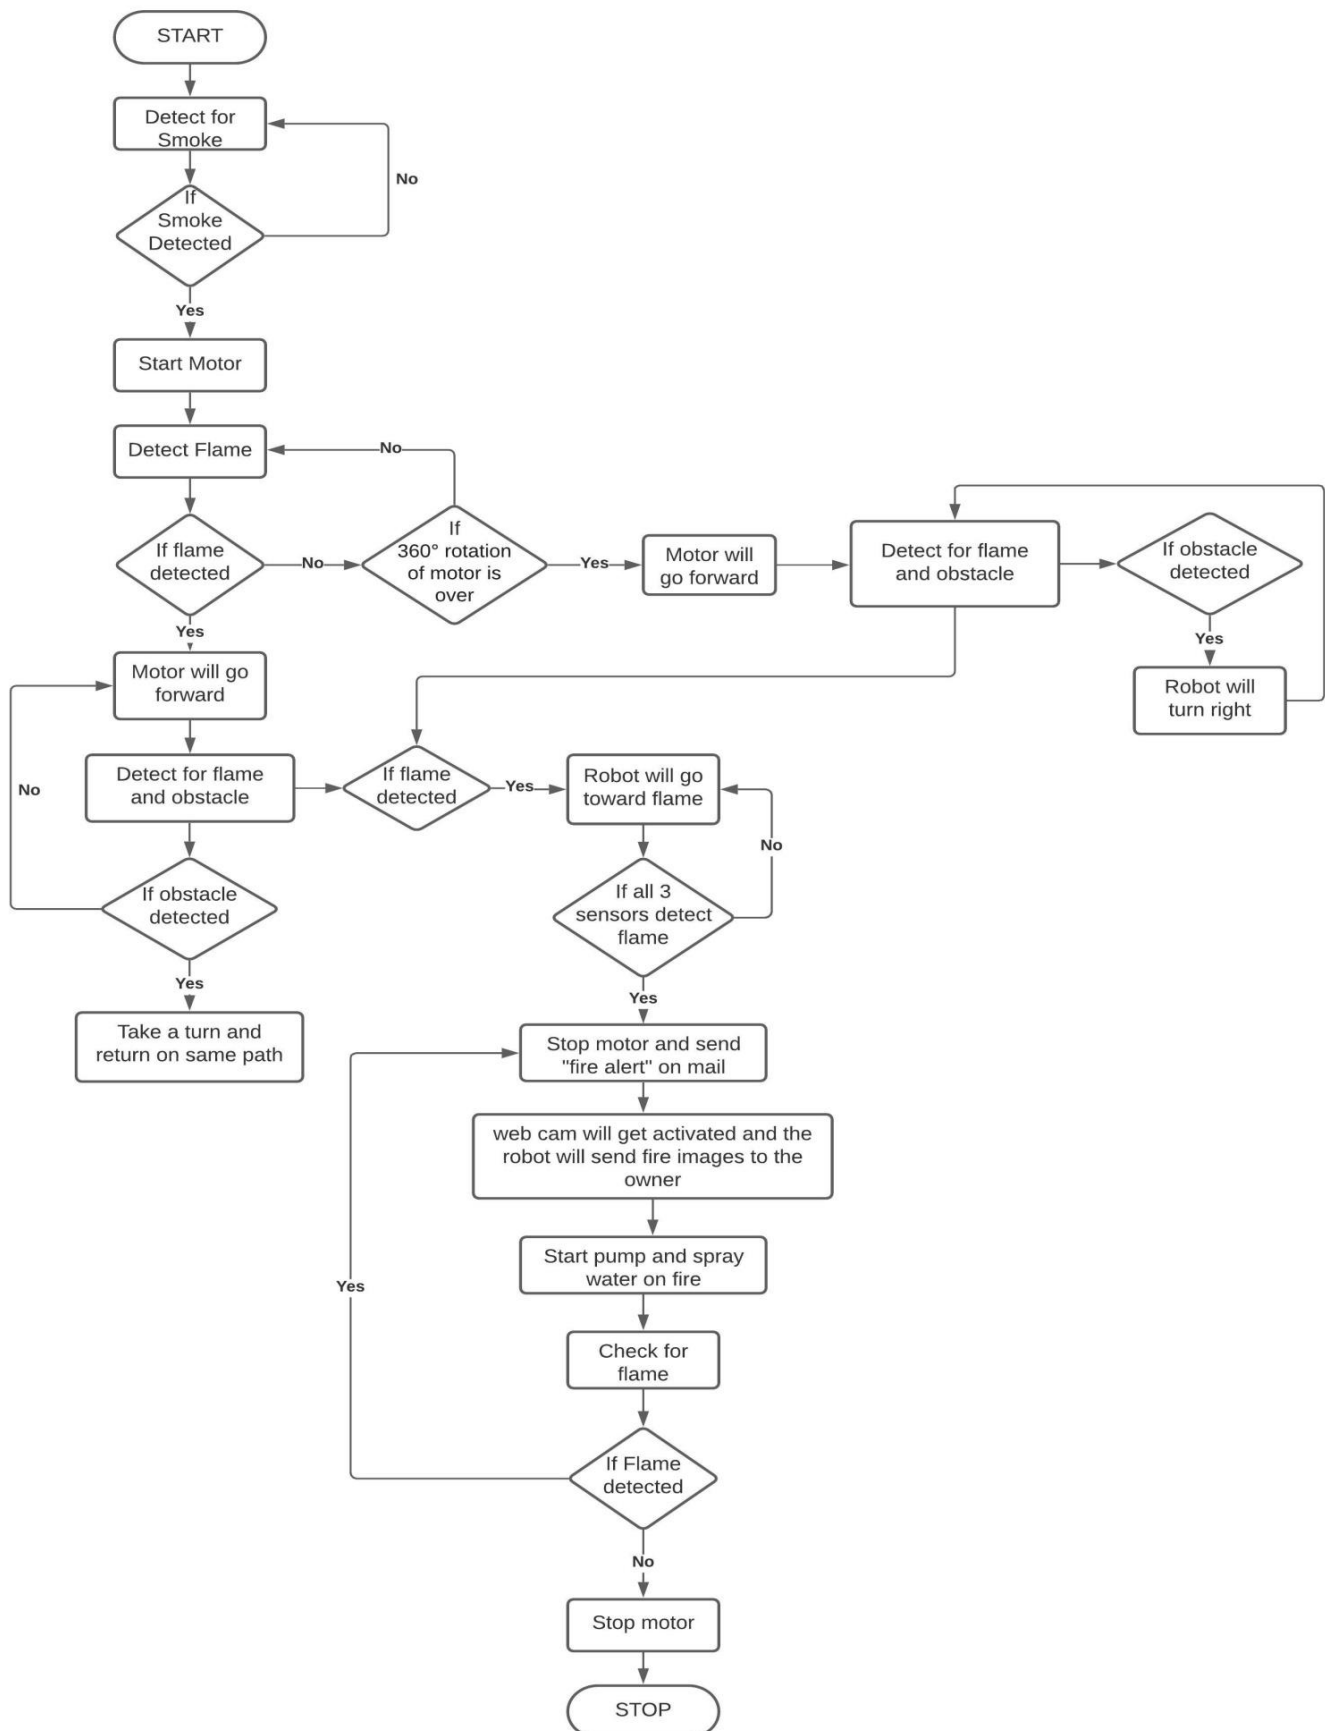 START
Detect for
Smoke
No
If
Smoke
Detected
Yes
Start Motor
Detect Flame
No
If flame
detected
No
If
360° rotation
of motor is
over
Yes
Motor will
go forward
Detect for flame
and obstacle
If obstacle
detected
Yes
Robot will
turn right
Yes
Motor will go
forward
No
Detect for flame
and obstacle
If flame
detected
Yes
Robot will go
toward flame
No
If obstacle
detected
If all 3
sensors detect
flame
Yes
Take a turn and
return on same path
Yes
Stop motor and send
"fire alert" on mail
web cam will get activated and the
robot will send fire images to the
owner
Start pump and spray
water on fire
Yes
Check for
flame
If Flame
detected
No
Stop motor
STOP